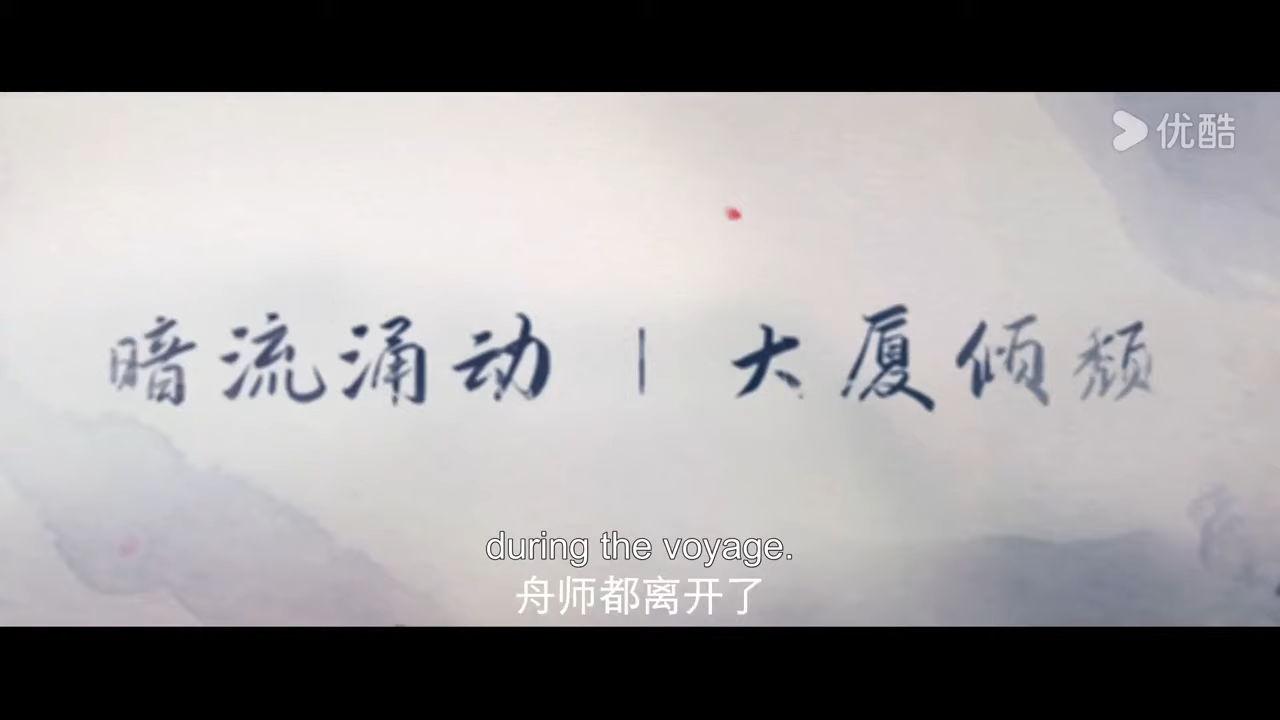 优酷
暗流涌动 | 大厦倾颓
during the voyage.
舟师都离开了